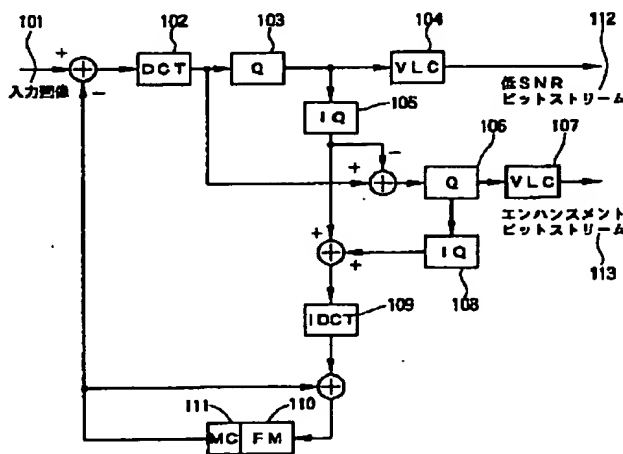 101
102
103
104
112
+
−
DCT
Q
VLC
入力画像
低SNR
ビットストリーム
IQ
105
−
+
106
107
Q
VLC
エンハンスメント
ビットストリーム
113
+
+
IQ
108
IDCT
109
111
110
MC
FM